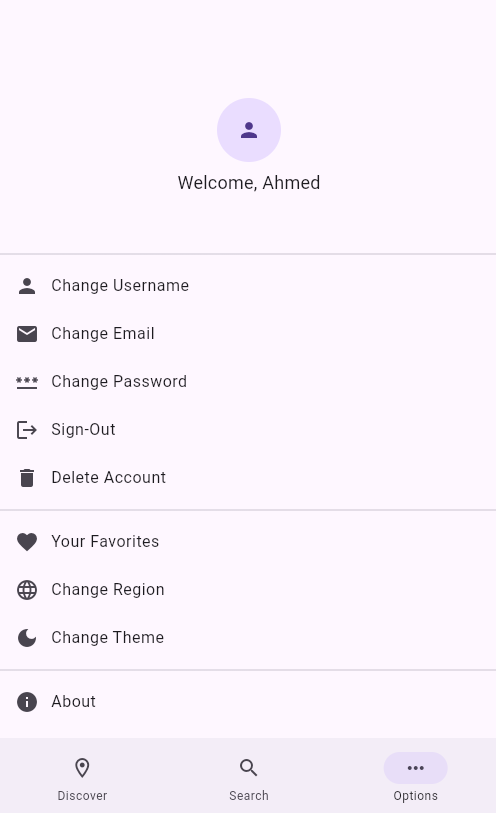 Welcome, Ahmed
Change Username
Change Email
Change Password
Sign-Out
Delete Account
Your Favorites
Change Region
Change Theme
About
Discover
Search
Options